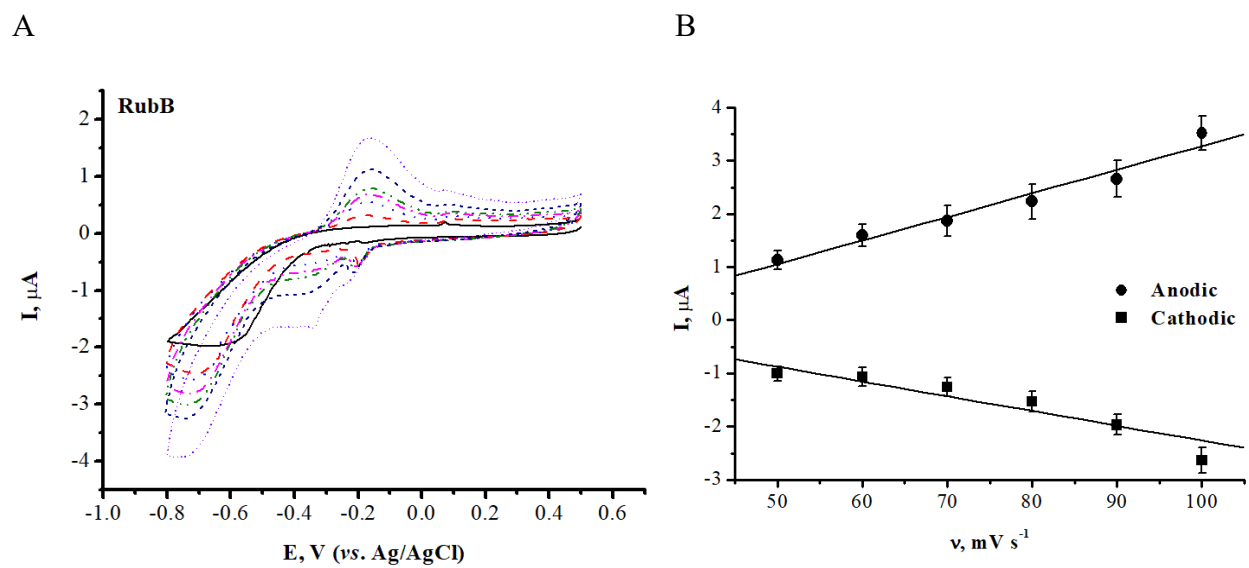 A
B
RubB
2
1
0
-1
-2
-3
-4
I, µA
-1.0 -0.8 -0.6 -0.4 -0.2 0.0 0.2 0.4 0.6
E, V (vs. Ag/AgCl)
4
3
2
1
0
-1
-2
-3
I, µA
Anodic
Cathodic
50 60 70 80 90 100
ν, mV s⁻¹